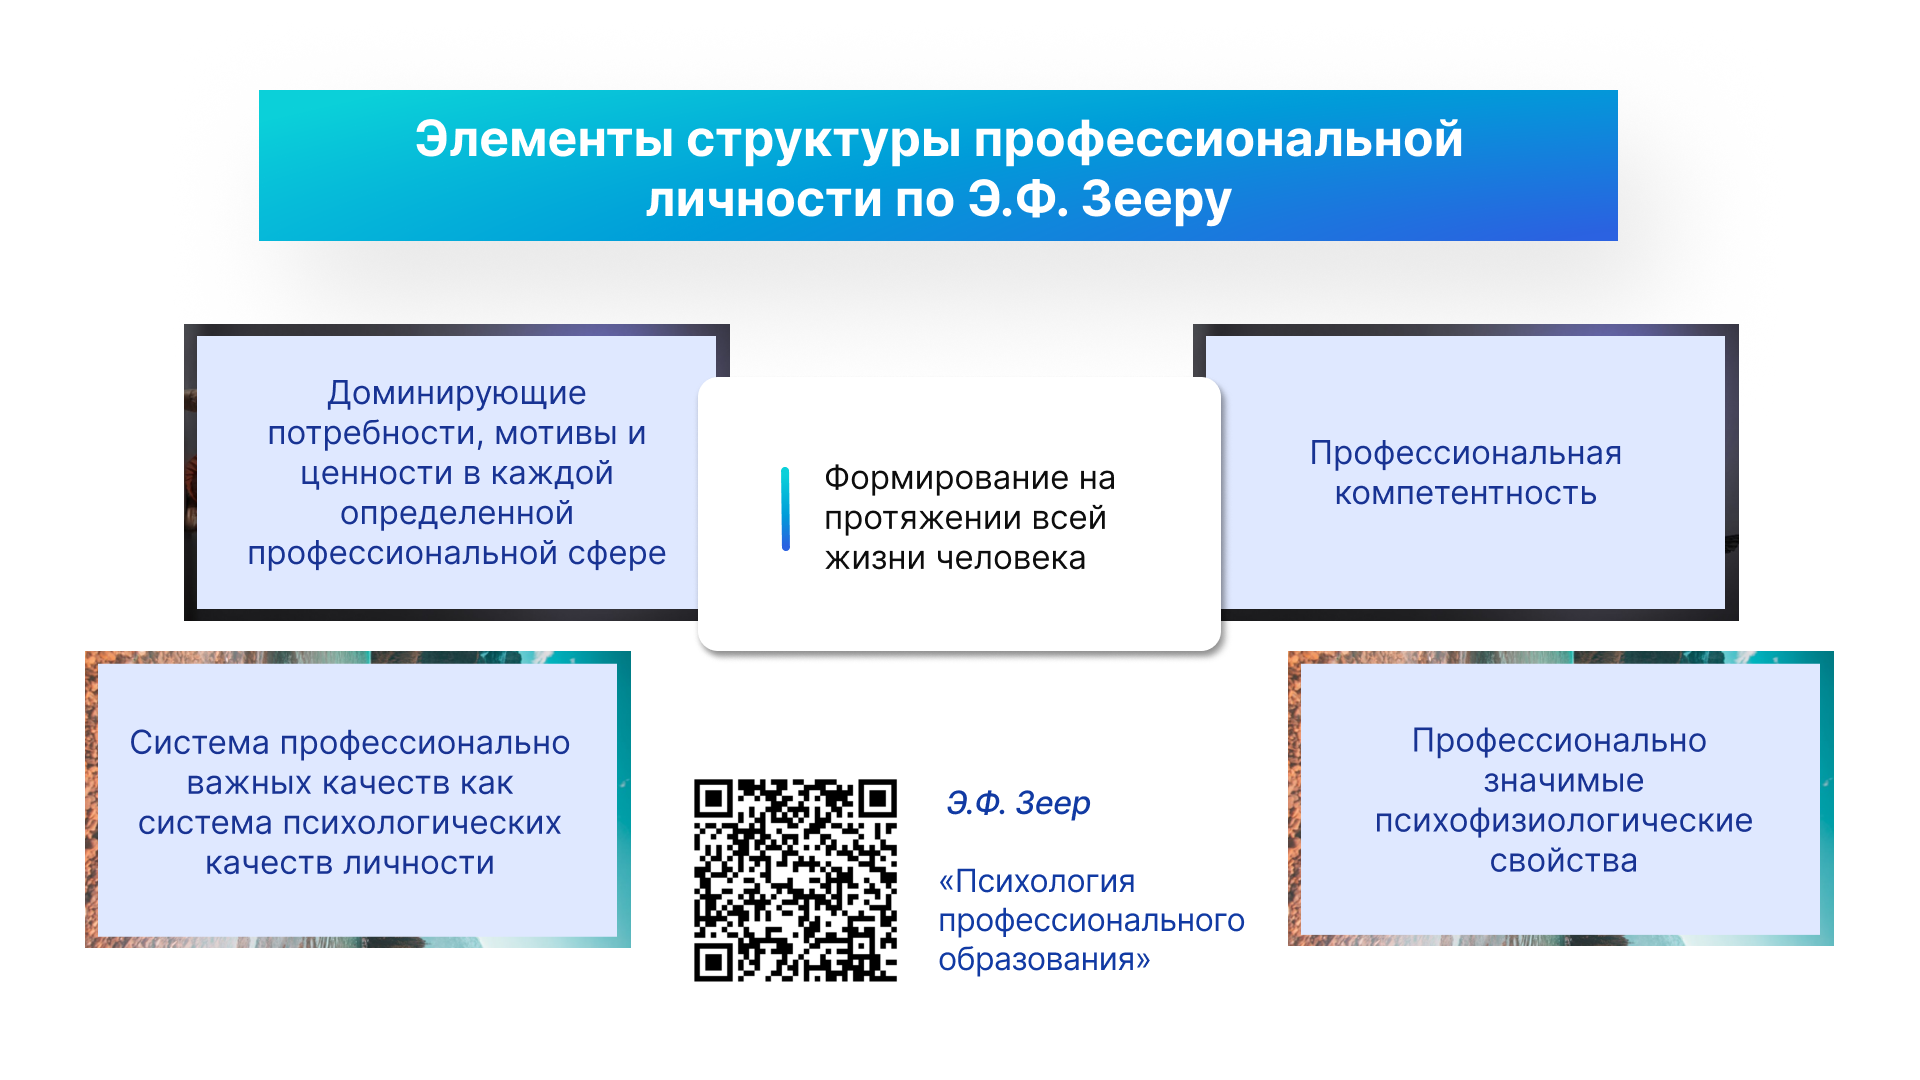 Элементы структуры профессиональной
личности по Э.Ф. Зееру
Доминирующие
потребности, мотивы и
ценности в каждой
определенной
профессиональной сфере
Формирование на
протяжении всей
жизни человека
Профессиональная
компетентность
Система профессионально
важных качеств как
система психологических
качеств личности
Э.Ф. Зеер
«Психология
профессионального
образования»
Профессионально
значимые
психофизиологические
свойства